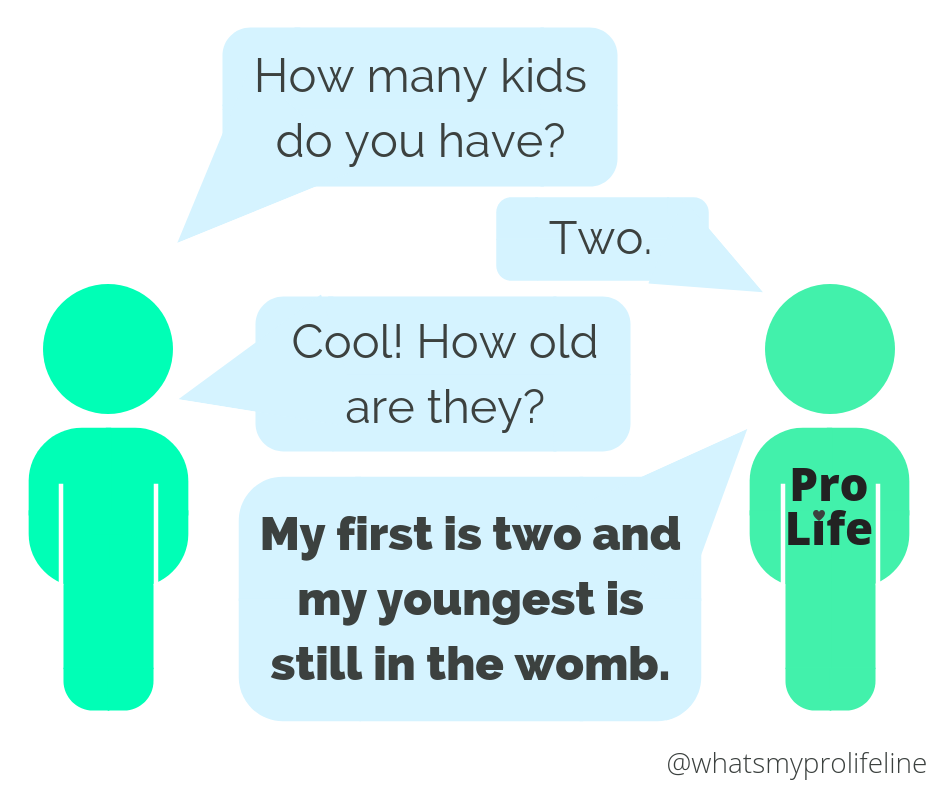 How many kids
do you have?
Two.
Cool! How old
are they?
My first is two and
my youngest is
still in the womb.
Pro
Life
@whatsmyprolifeline